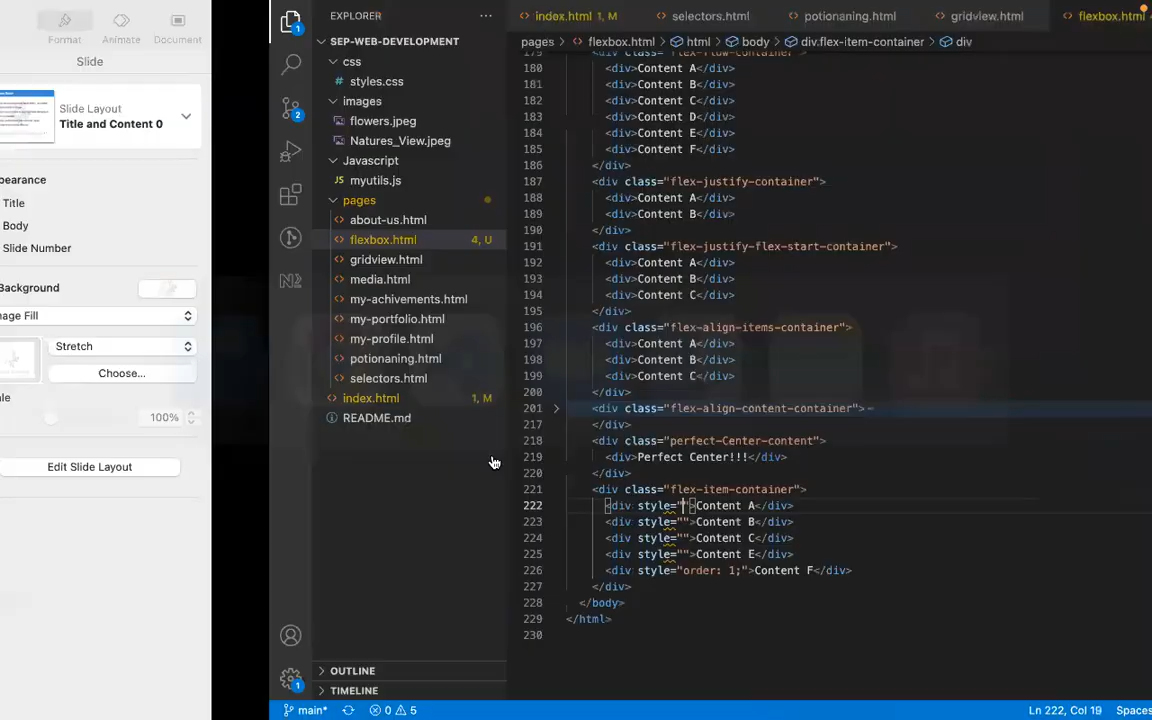 Format Animate Document
Slide
Slide Layout
Title and Content 0
pearance
Title
Body
Slide Number
Background
mage Fill
Stretch
Choose...
100%
Edit Slide Layout
1
2
1
EXPLORER ...
SEP-WEB-DEVELOPMENT
css
styles.css
images
flowers.jpeg
Natures_View.jpeg
Javascript
myutils.js
pages
about-us.html
flexbox.html 4, U
gridview.html
media.html
my-achivements.html
my-portfolio.html
my-profile.html
potionaning.html
selectors.html
index.html 1, M
README.md
OUTLINE
TIMELINE
index.html 1, M selectors.html potionaning.html gridview.html flexbox.html
pages > flexbox.html > html > body > div.flex-item-container > div
179 <div class="flex-flow-container">
180 <div>Content A</div>
181 <div>Content B</div>
182 <div>Content C</div>
183 <div>Content D</div>
184 <div>Content E</div>
185 <div>Content F</div>
186 </div>
187 <div class="flex-justify-container">
188 <div>Content A</div>
189 <div>Content B</div>
190 </div>
191 <div class="flex-justify-flex-start-container">
192 <div>Content A</div>
193 <div>Content B</div>
194 <div>Content C</div>
195 </div>
196 <div class="flex-align-items-container">
197 <div>Content A</div>
198 <div>Content B</div>
199 <div>Content C</div>
200 </div>
201 <div class="flex-align-content-container">
217 </div>
218 <div class="perfect-Center-content">
219 <div>Perfect Center!!!</div>
220 </div>
221 <div class="flex-item-container">
222 <div style="">Content A</div>
223 <div style="">Content B</div>
224 <div style="">Content C</div>
225 <div style="">Content E</div>
226 <div style="order: 1;">Content F</div>
227 </div>
228 </body>
229 </html>
230
main* 0 5 Ln 222, Col 19 Spaces